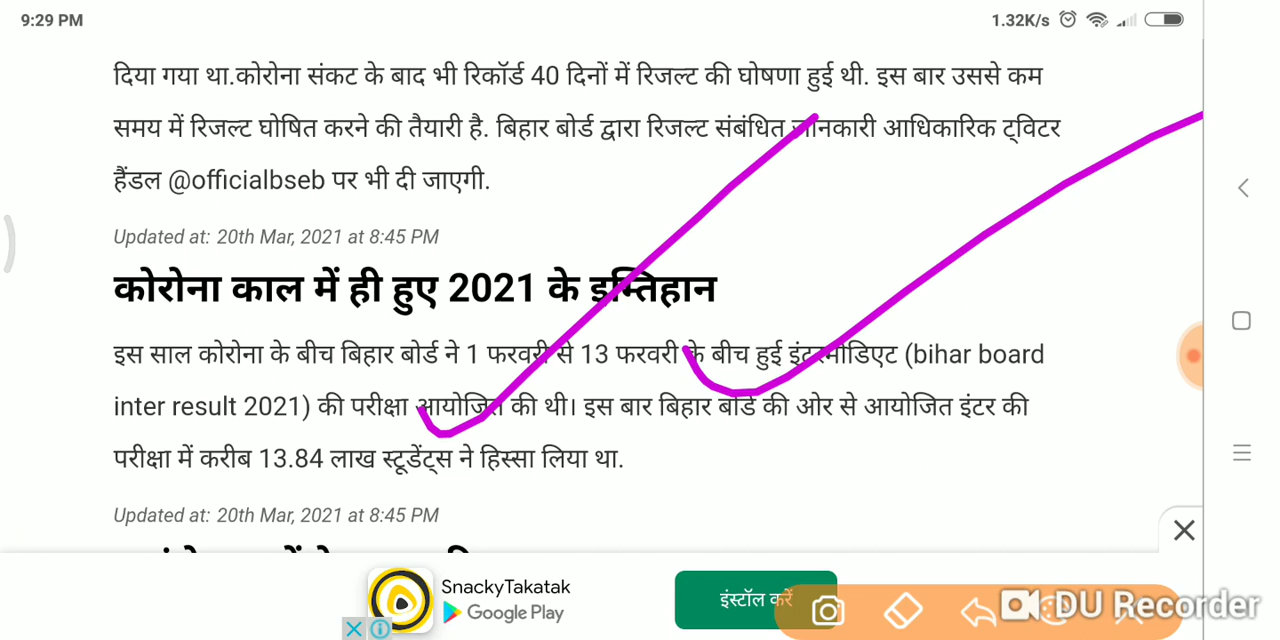 9:29 PM
1.32K/s
दिया गया था.कोरोना संकट के बाद भी रिकॉर्ड 40 दिनों में रिजल्ट की घोषणा हुई थी. इस बार उससे कम
समय में रिजल्ट घोषित करने की तैयारी है. बिहार बोर्ड द्वारा रिजल्ट संबंधित जानकारी आधिकारिक ट्विटर
हैंडल @officialbseb पर भी दी जाएगी.
Updated at: 20th Mar, 2021 at 8:45 PM
कोरोना काल में ही हुए 2021 के इम्तिहान
इस साल कोरोना के बीच बिहार बोर्ड ने 1 फरवरी से 13 फरवरी के बीच हुई इंटरमीडिएट (bihar board
inter result 2021) की परीक्षा आयोजित की थी। इस बार बिहार बोर्ड की ओर से आयोजित इंटर की
परीक्षा में करीब 13.84 लाख स्टूडेंट्स ने हिस्सा लिया था.
Updated at: 20th Mar, 2021 at 8:45 PM
SnackyTakatak
Google Play
इंस्टॉल करें
DU Recorder